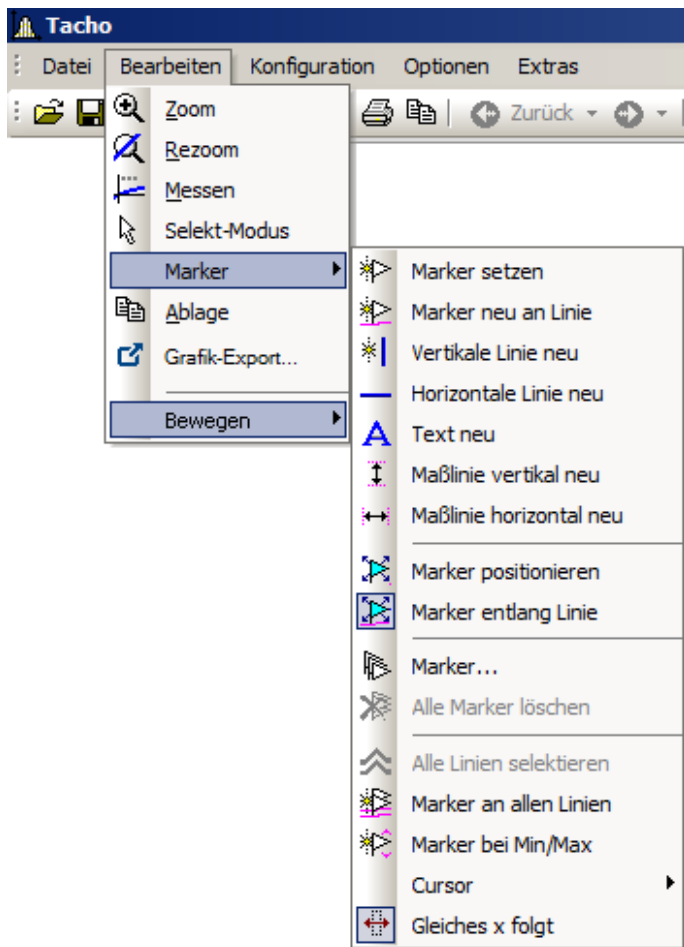 Tacho
Datei Bearbeiten Konfiguration Optionen Extras
Zurück
Zoom
Rezoom
Messen
Selekt-Modus
Marker
Ablage
Grafik-Export...
Bewegen
Marker setzen
Marker neu an Linie
Vertikale Linie neu
Horizontale Linie neu
Text neu
Maßlinie vertikal neu
Maßlinie horizontal neu
Marker positionieren
Marker entlang Linie
Marker...
Alle Marker löschen
Alle Linien selektieren
Marker an allen Linien
Marker bei Min/Max
Cursor
Gleiches x folgt